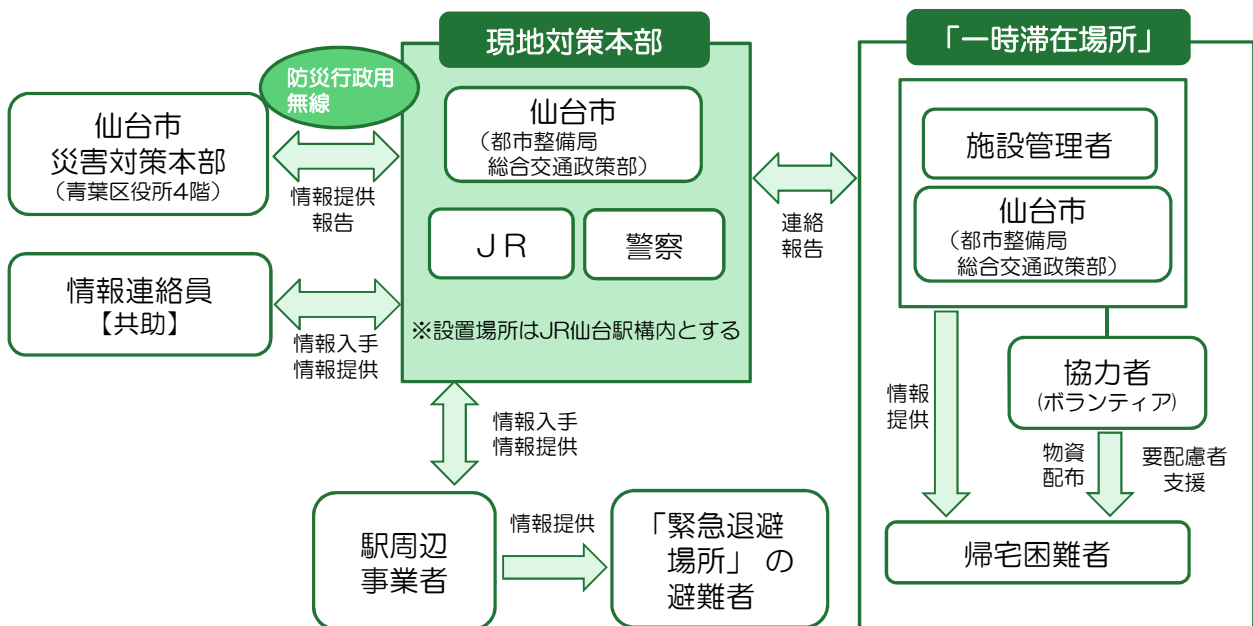 現地対策本部
「一時滞在場所」
防災行政用
無線
仙台市
災害対策本部
（青葉区役所4階）
情報提供
報告
仙台市
（都市整備局
総合交通政策部）
ＪＲ
警察
※設置場所はJR仙台駅構内とする
情報連絡員
【共助】
情報入手
情報提供
連絡
報告
施設管理者
仙台市
（都市整備局
総合交通政策部）
情報
提供
協力者
(ボランティア)
物資
配布
要配慮者
支援
帰宅困難者
情報入手
情報提供
駅周辺
事業者
情報提供
「緊急退避
場所」 の
避難者